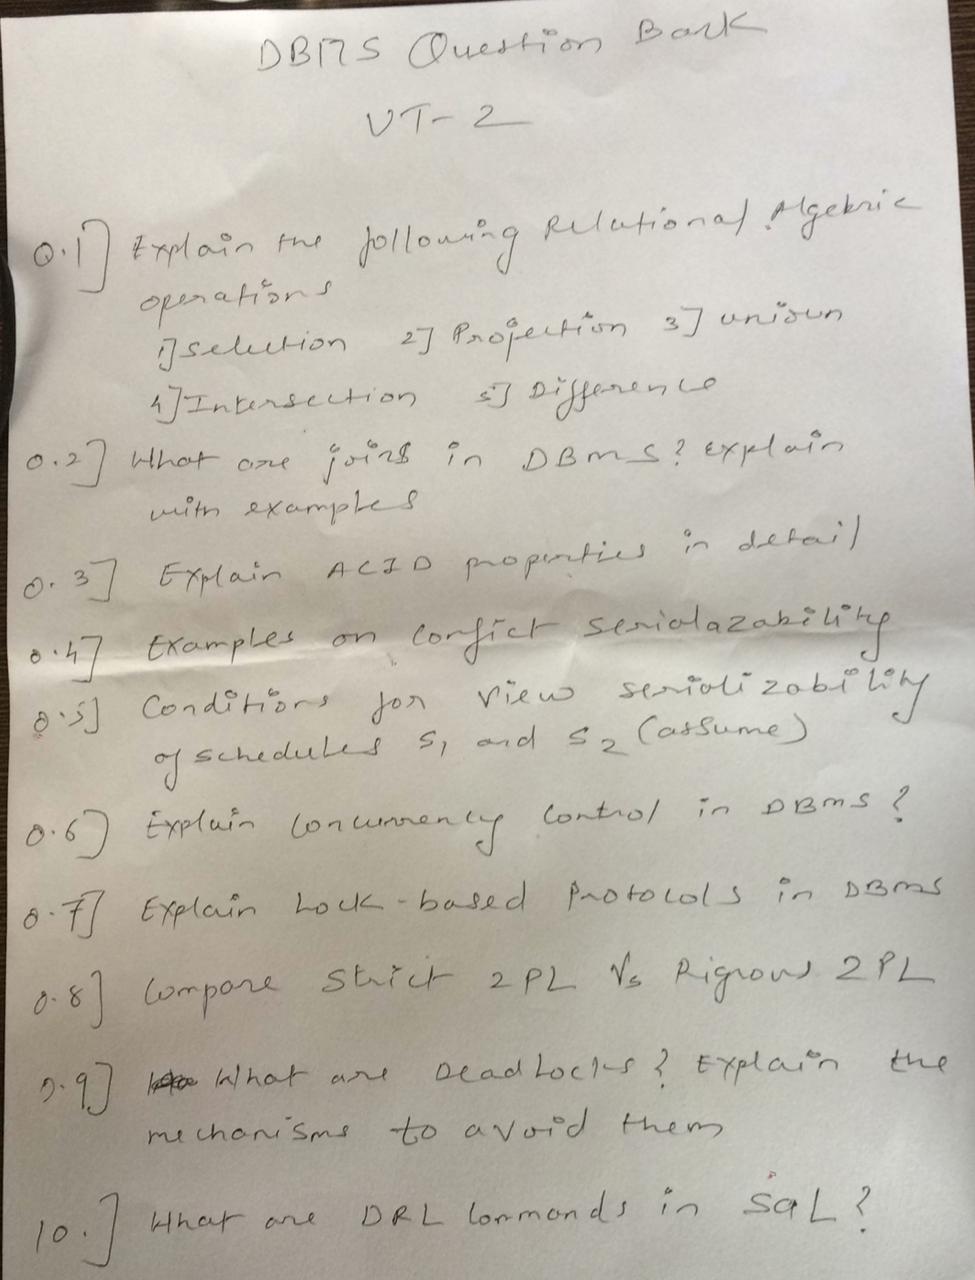 DBMS Question Bank
UT-2
Q.1] Explain the following Relational Algebric
operations
1] Selection 2] Projection 3] union
4] Intersection 5] Difference
Q.2] What are joins in DBMS? explain
with examples
Q.3] Explain ACID properties in detail
Q.4] Examples on Conflict serialazability
Q.5] Conditions for View serializability
of schedules S1 and S2 (assume)
Q.6] Explain Concurrency Control in DBMS?
Q.7] Explain Lock-based Protocols in DBMS
Q.8] Compare Strict 2PL Vs Rigrous 2PL
Q.9] What are DeadLocks? Explain the
mechanisms to avoid them
10.] What are DRL Commands in SQL?